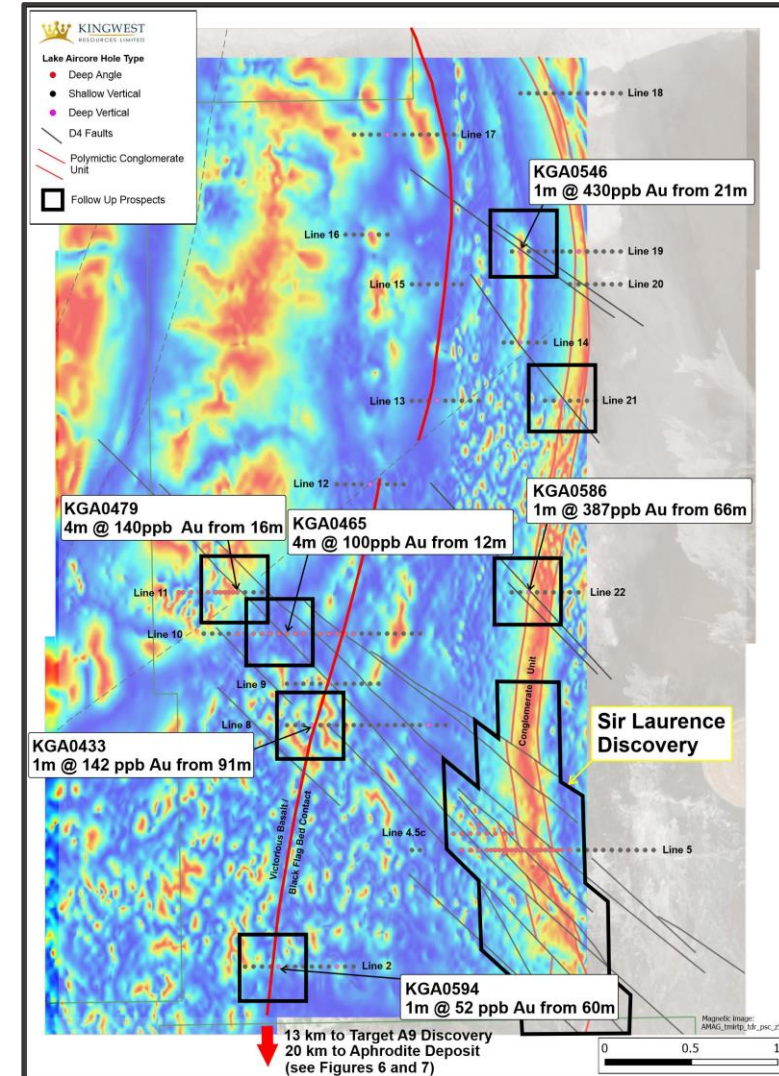 KINGWEST
RESOURCES LIMITED
Lake Aircore Hole Type
Deep Angle
Shallow Vertical
Deep Vertical
D4 Faults
Polymictic Conglomerate
Unit
Follow Up Prospects
Line 18
Line 17
KGA0546
1m @ 430ppb Au from 21m
Line 16
Line 19
Line 15
Line 20
Line 14
Line 13
Line 21
Line 12
KGA0586
1m @ 387ppb Au from 66m
KGA0479
4m @ 140ppb Au from 16m
KGA0465
4m @ 100ppb Au from 12m
Line 11
Line 22
Line 10
Conglomerate Unit
Line 9
Sir Laurence
Discovery
Line 8
KGA0433
1m @ 142 ppb Au from 91m
Victorious Basalt /
Black Flag Bed Contact
Line 4.5c
Line 5
Line 2
KGA0594
1m @ 52 ppb Au from 60m
13 km to Target A9 Discovery
20 km to Aphrodite Deposit
(see Figures 6 and 7)
Magnetic image:
0 0.5 1